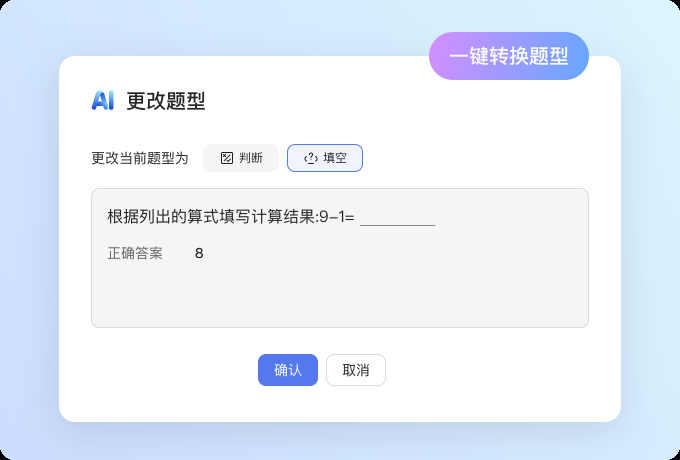 一键转换题型
AI 更改题型
更改当前题型为 判断 填空
根据列出的算式填写计算结果:9-1= ________
正确答案 8
确认 取消